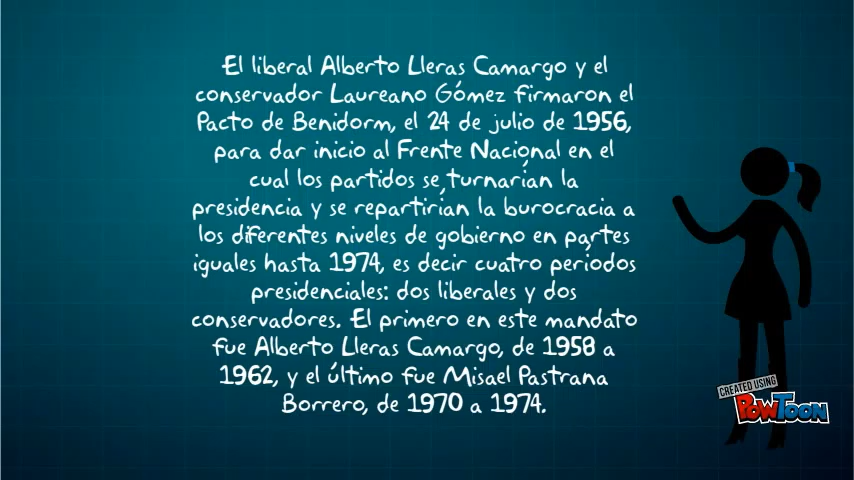 El liberal Alberto Lleras Camargo y el
conservador Laureano Gómez firmaron el
Pacto de Benidorm, el 24 de julio de 1956,
para dar inicio al Frente Nacional en el
cual los partidos se turnarían la
presidencia y se repartirían la burocracia a
los diferentes niveles de gobierno en partes
iguales hasta 1974, es decir cuatro períodos
presidenciales: dos liberales y dos
conservadores. El primero en este mandato
fue Alberto Lleras Camargo, de 1958 a
1962, y el último fue Misael Pastrana
Borrero, de 1970 a 1974.
CREATED USING
POWTOON